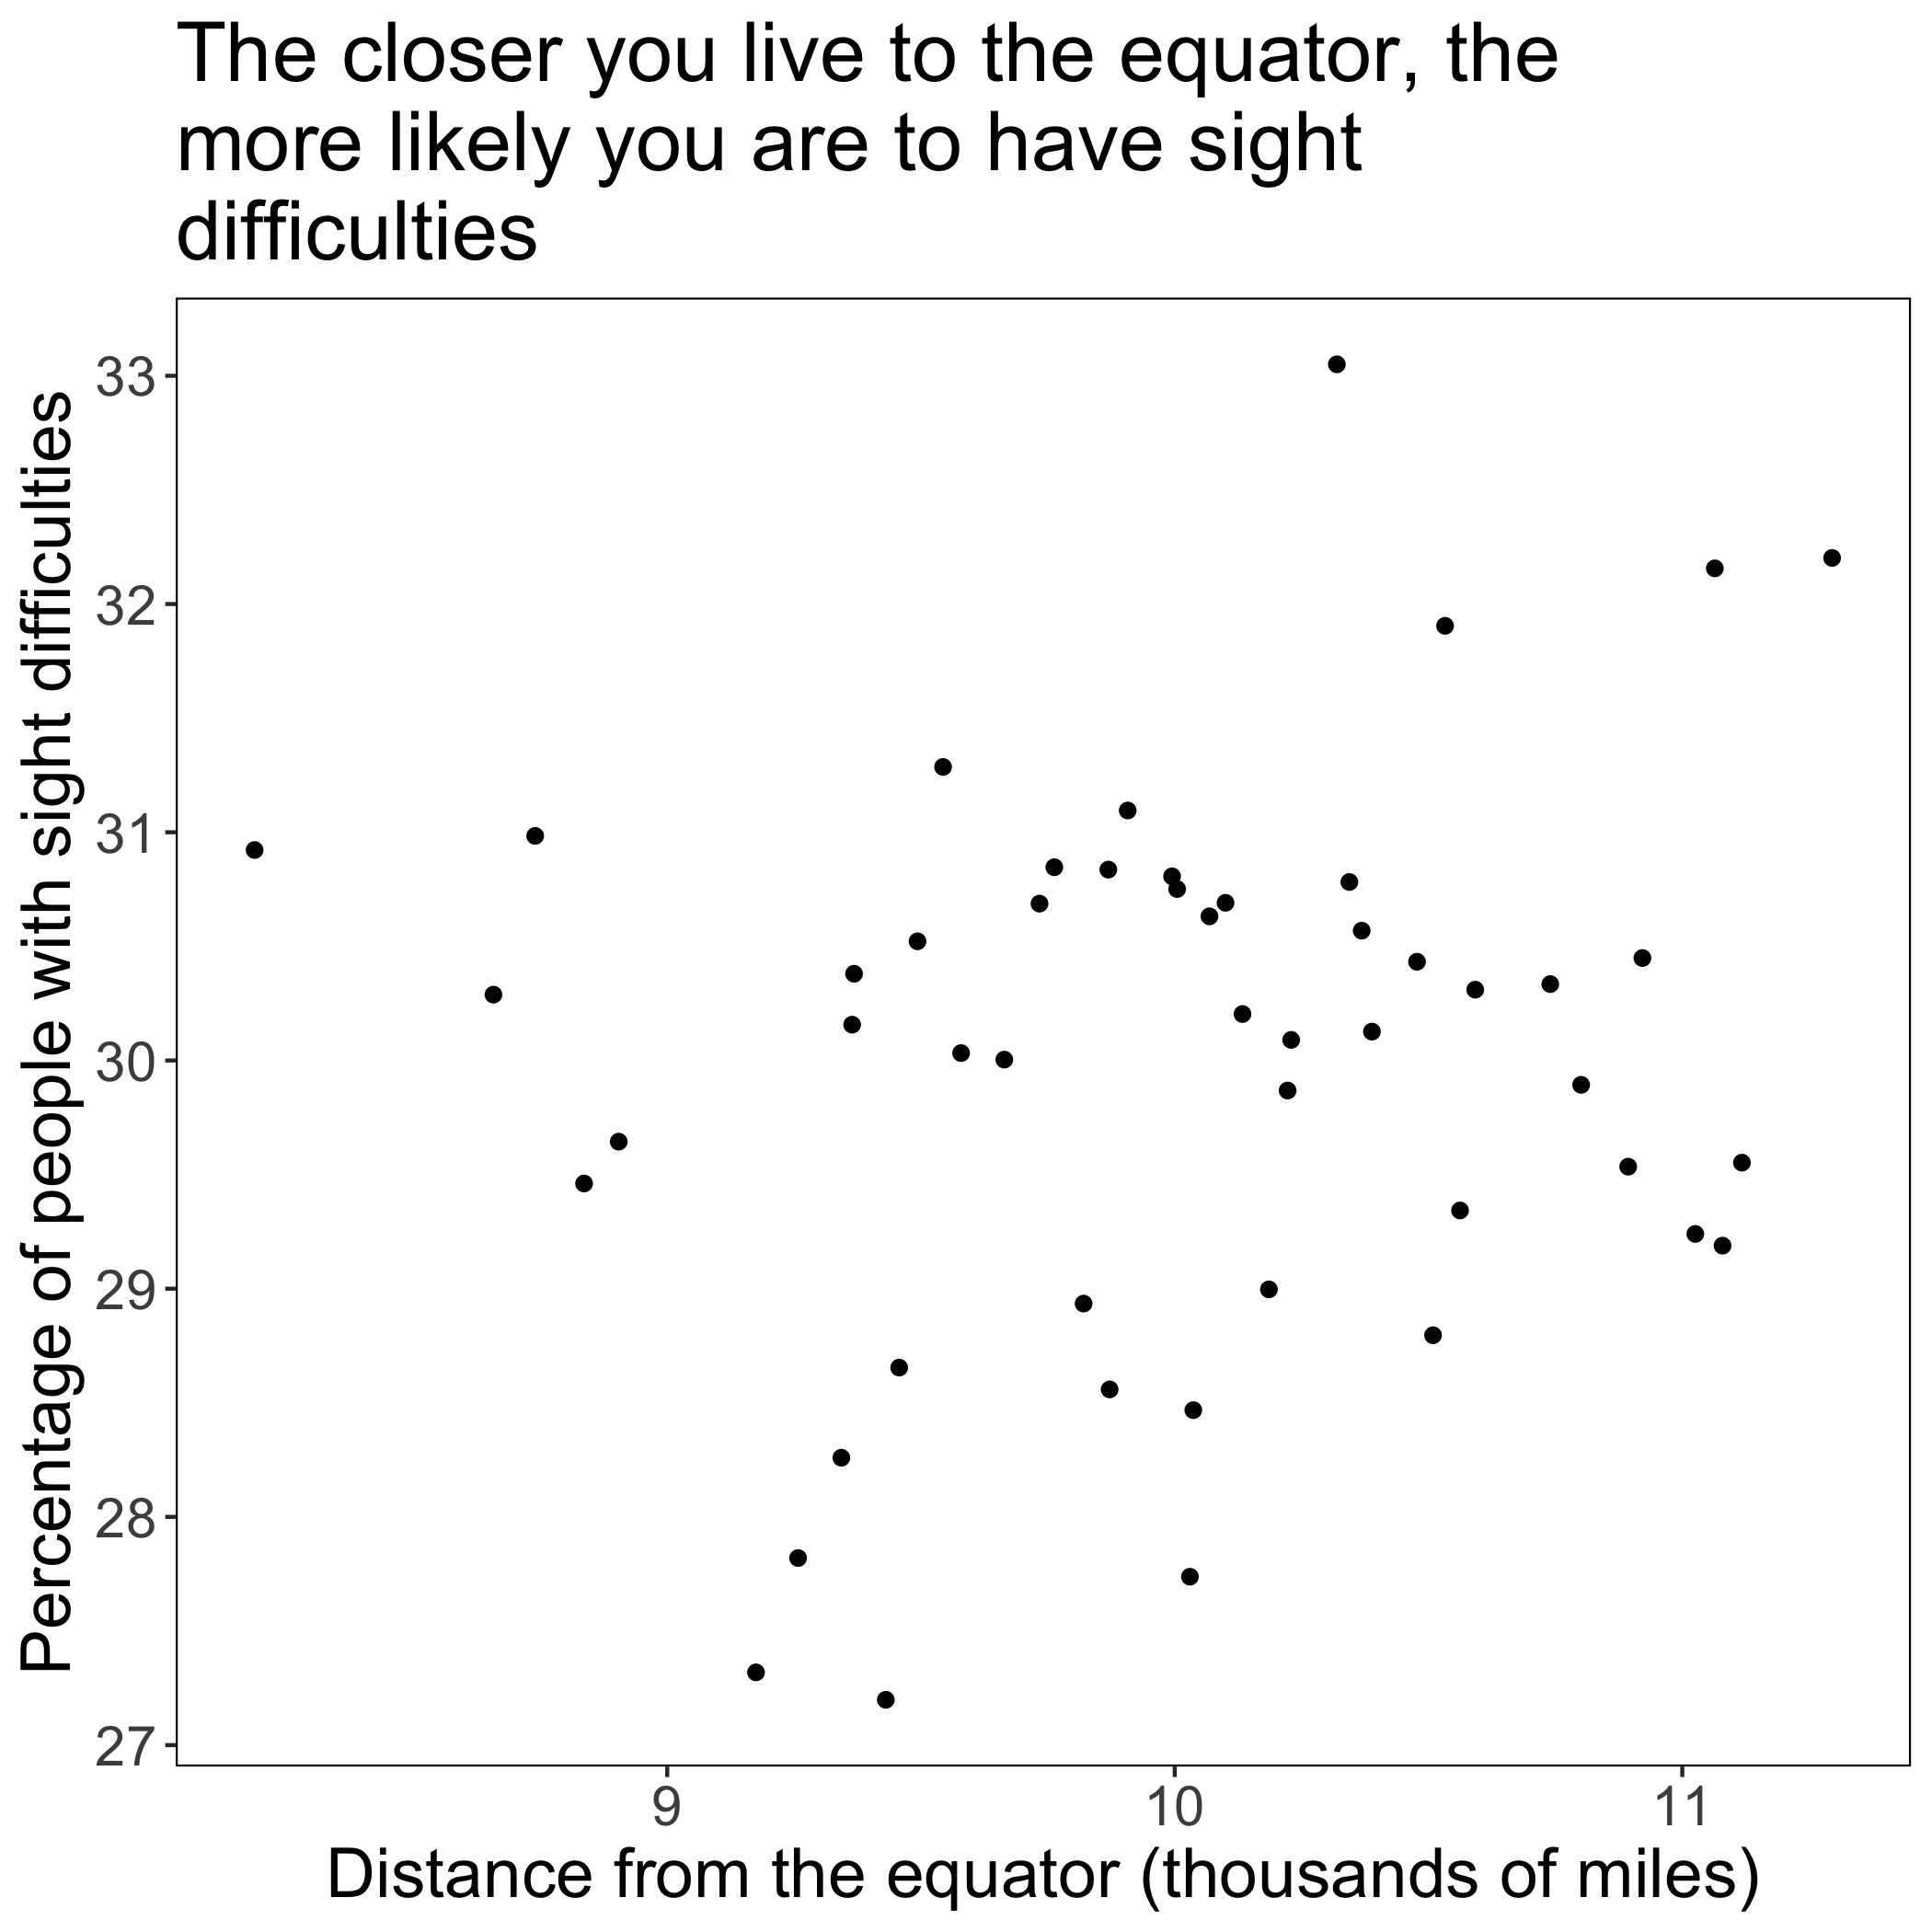 The closer you live to the equator, the
more likely you are to have sight
difficulties
Percentage of people with sight difficulties
33
32
31
30
29
28
27
9
10
11
Distance from the equator (thousands of miles)